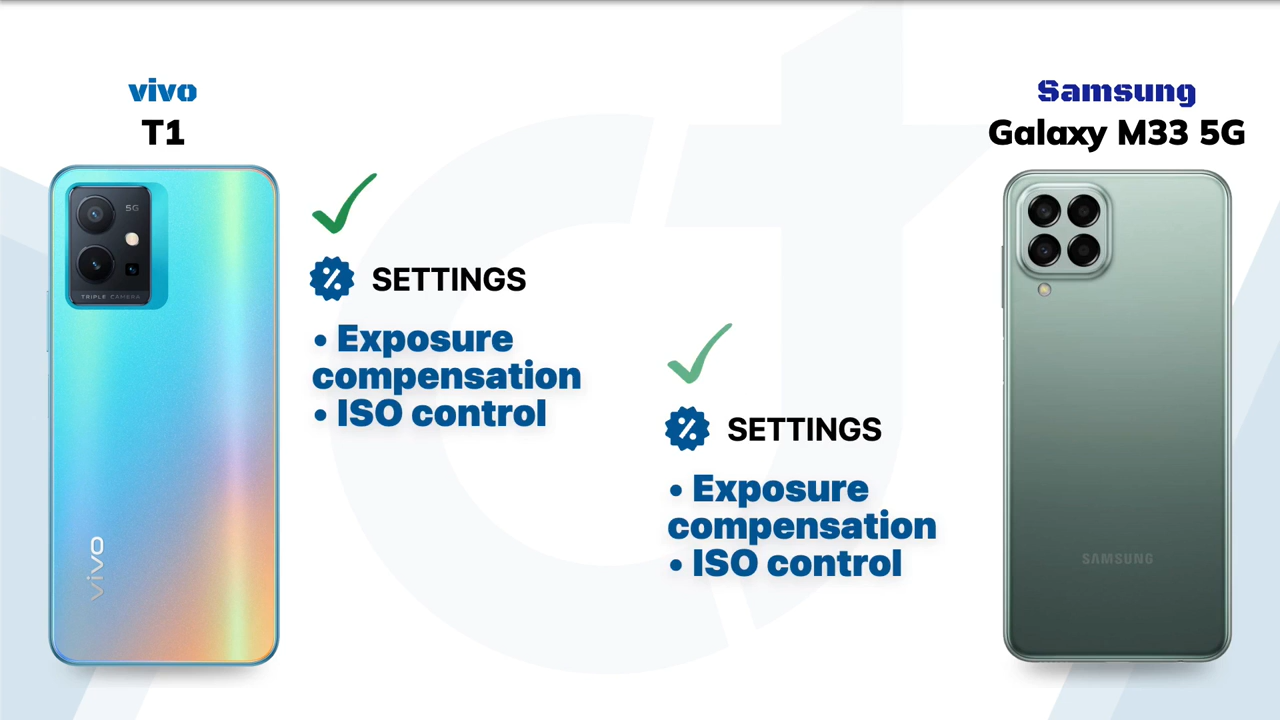 vivo
T1
5G
TRIPLE CAMERA
vivo
✓
SETTINGS
• Exposure
compensation
• ISO control
✓
SETTINGS
• Exposure
compensation
• ISO control
Samsung
Galaxy M33 5G
SAMSUNG